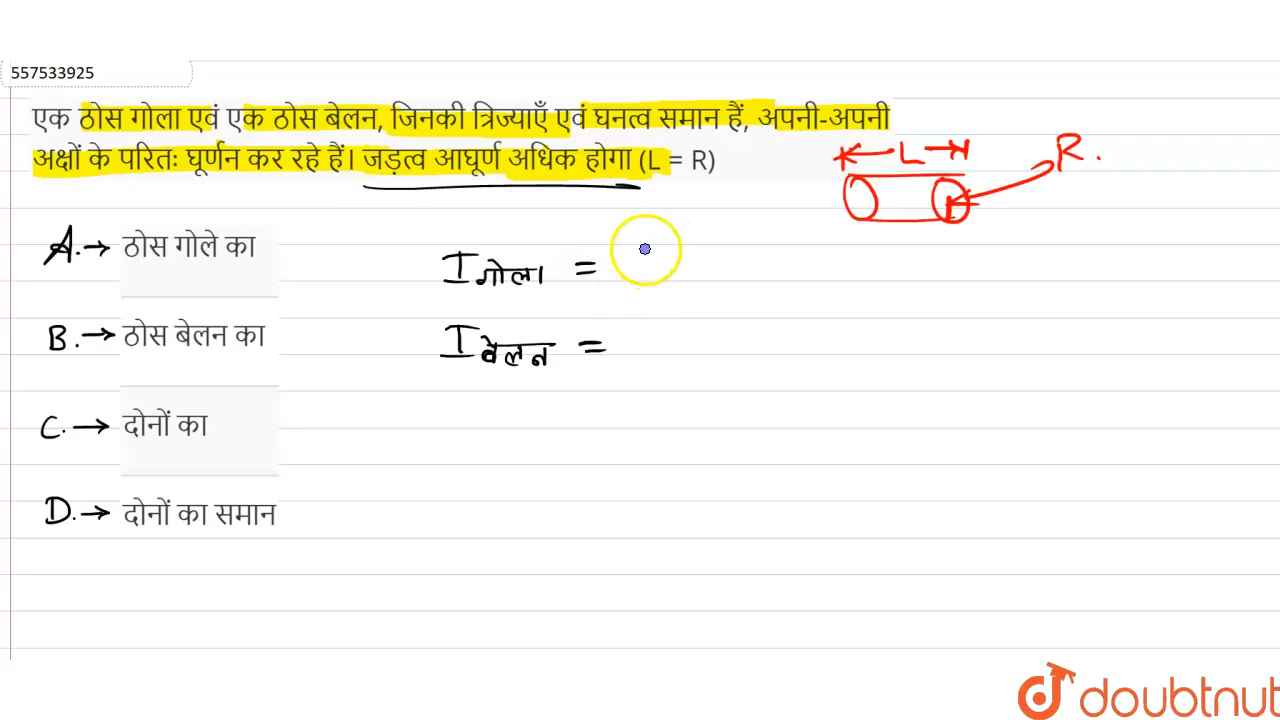 557533925
एक ठोस गोला एवं एक ठोस बेलन, जिनकी त्रिज्याएँ एवं घनत्व समान हैं, अपनी-अपनी
अक्षों के परितः घूर्णन कर रहे हैं। जड़त्व आघूर्ण अधिक होगा (L = R)
L
R.
A. → ठोस गोले का
I गोला =
B. → ठोस बेलन का
I बेलन =
C. → दोनों का
D. → दोनों का समान
doubtnut